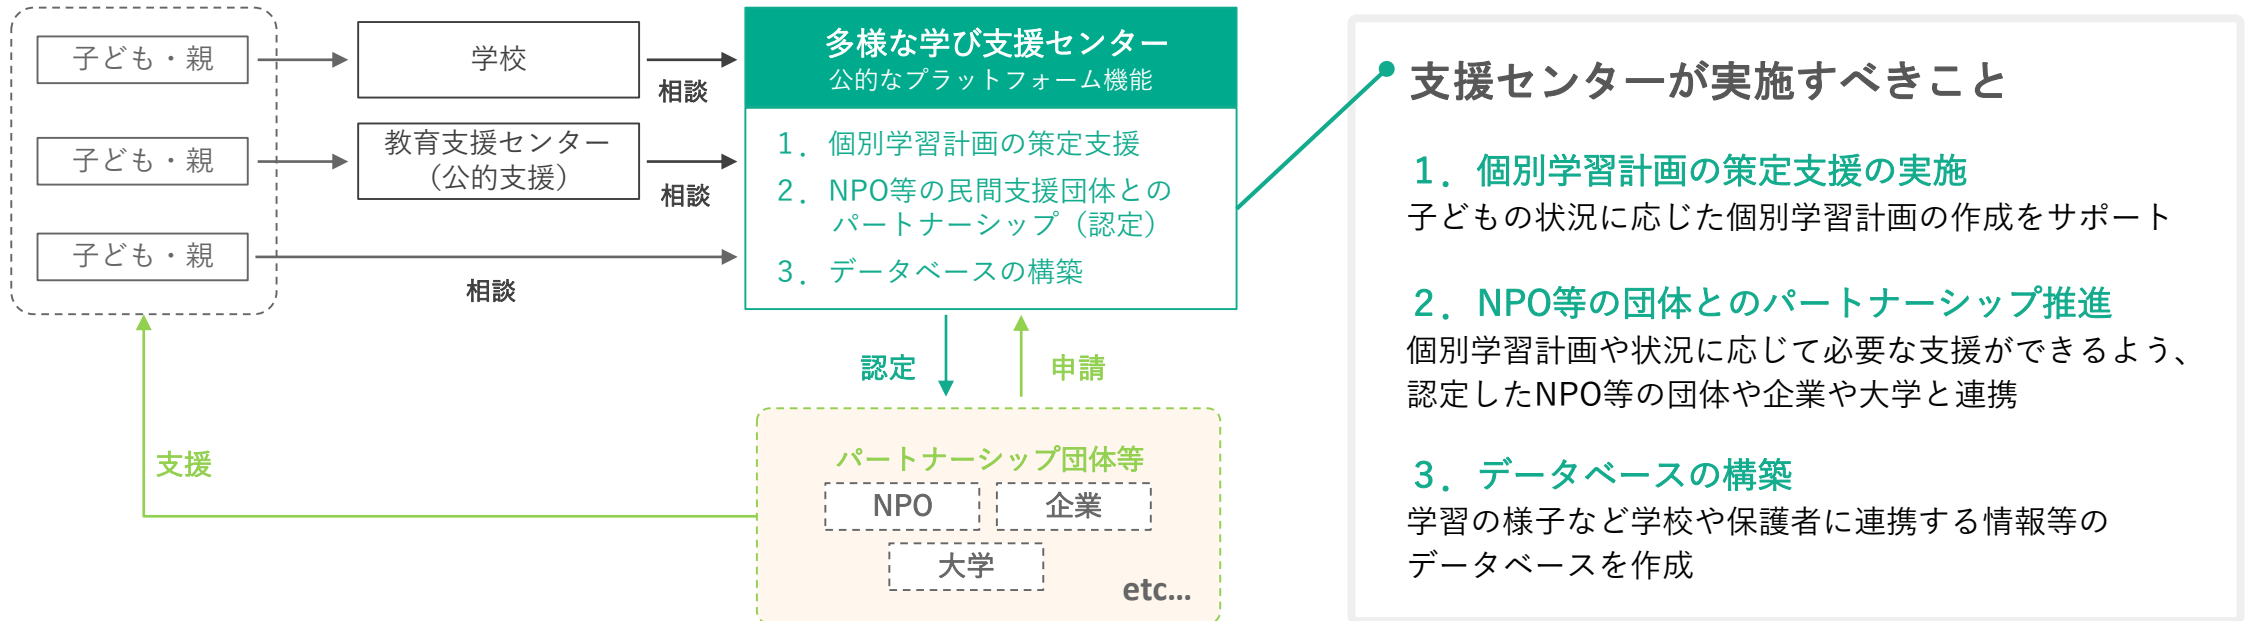 子ども・親
学校
相談
子ども・親
教育支援センター
（公的支援）
相談
子ども・親
相談
多様な学び支援センター
公的なプラットフォーム機能
1．個別学習計画の策定支援
2．NPO等の民間支援団体との
パートナーシップ（認定）
3．データベースの構築
認定
申請
支援
パートナーシップ団体等
NPO
企業
大学
etc...
支援センターが実施すべきこと
1．個別学習計画の策定支援の実施
子どもの状況に応じた個別学習計画の作成をサポート
2．NPO等の団体とのパートナーシップ推進
個別学習計画や状況に応じて必要な支援ができるよう、
認定したNPO等の団体や企業や大学と連携
3．データベースの構築
学習の様子など学校や保護者に連携する情報等の
データベースを作成